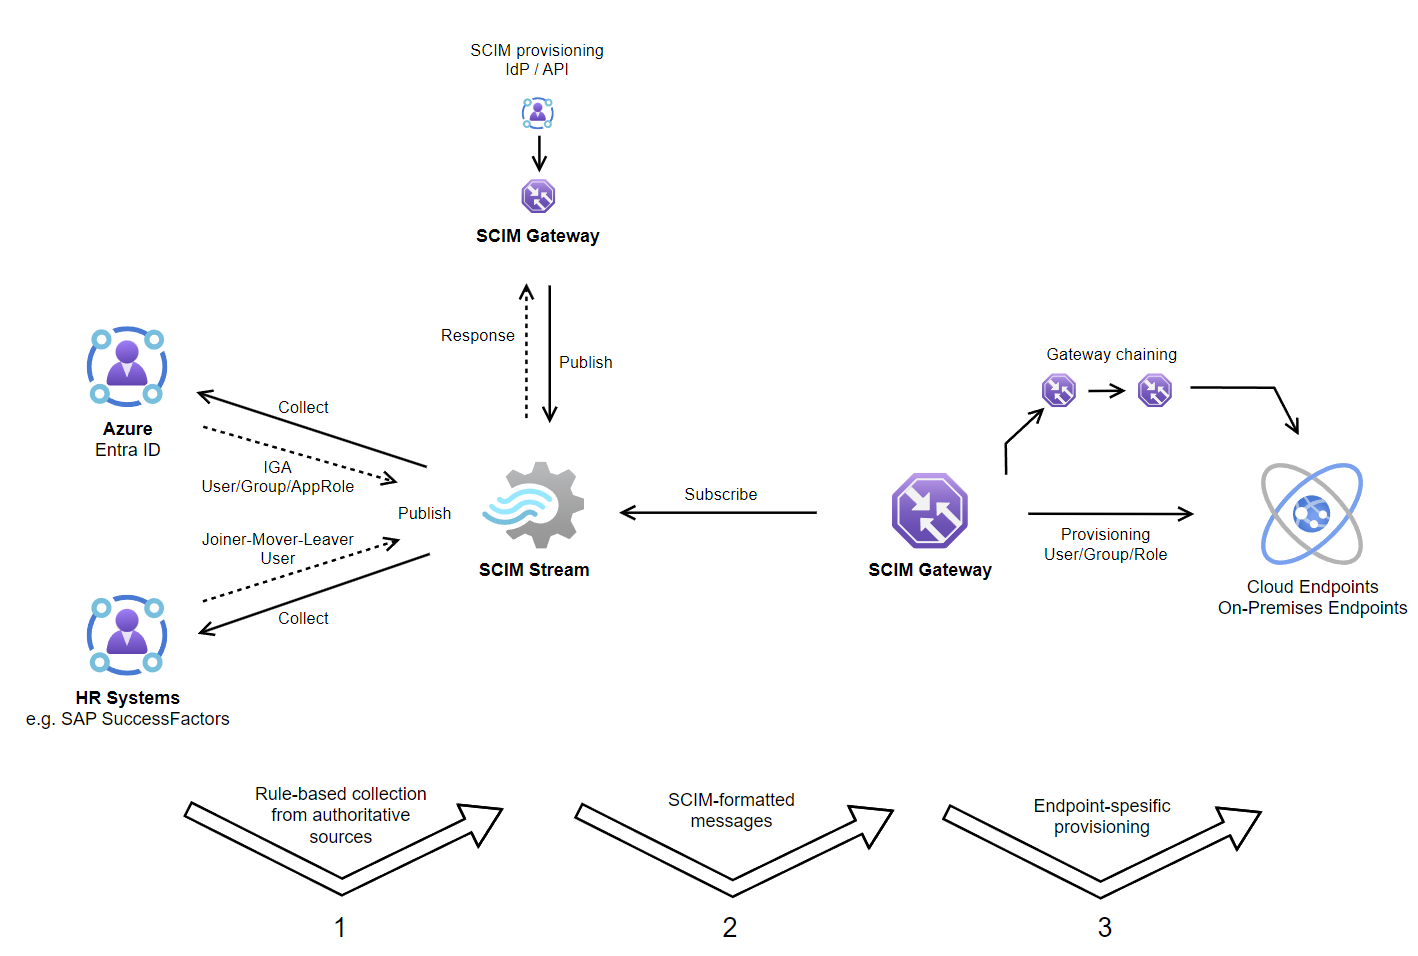 SCIM provisioning
IdP / API
SCIM Gateway
Response
Publish
Gateway chaining
Collect
Azure
Entra ID
IGA
User/Group/AppRole
Publish
Subscribe
Joiner-Mover-Leaver
User
SCIM Stream
SCIM Gateway
Provisioning
User/Group/Role
Cloud Endpoints
On-Premises Endpoints
Collect
HR Systems
e.g. SAP SuccessFactors
Rule-based collection
from authoritative
sources
SCIM-formatted
messages
Endpoint-spesific
provisioning
1
2
3